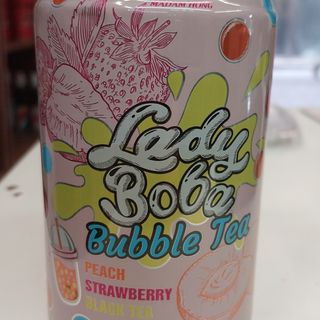 MADAM HONG
Lady
Boba
Bubble Tea
PEACH
STRAWBERRY
BLACK TEA